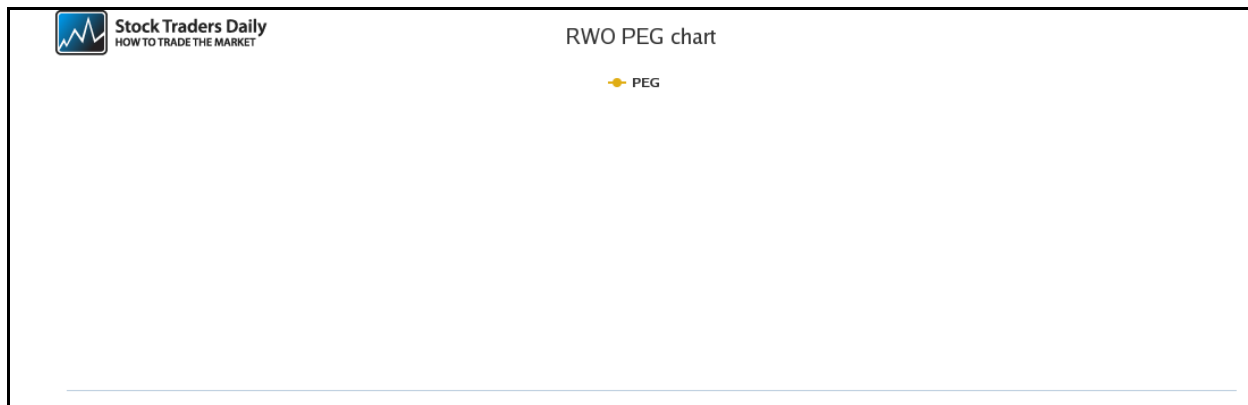 Stock Traders Daily
HOW TO TRADE THE MARKET
RWO PEG chart
PEG